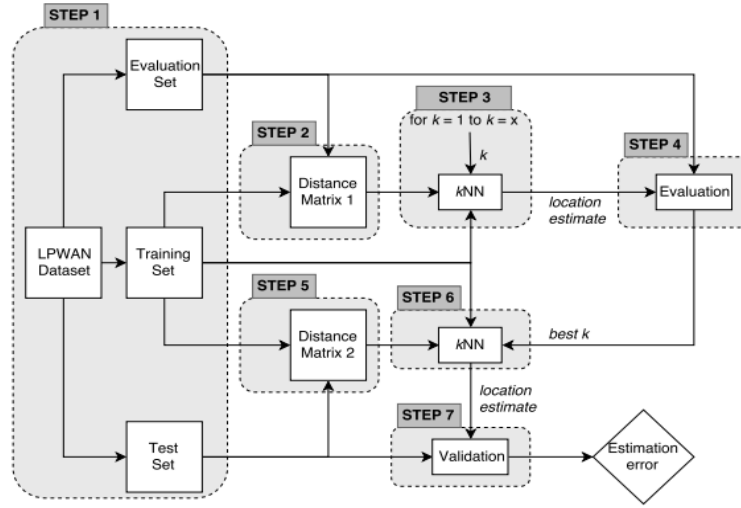 STEP 1
Evaluation
Set
STEP 2
STEP 3
for k = 1 to k = x
k
STEP 4
Distance
Matrix 1
kNN
location
estimate
Evaluation
LPWAN
Dataset
Training
Set
STEP 5
STEP 6
Distance
Matrix 2
kNN
best k
location
estimate
STEP 7
Test
Set
Validation
Estimation
error